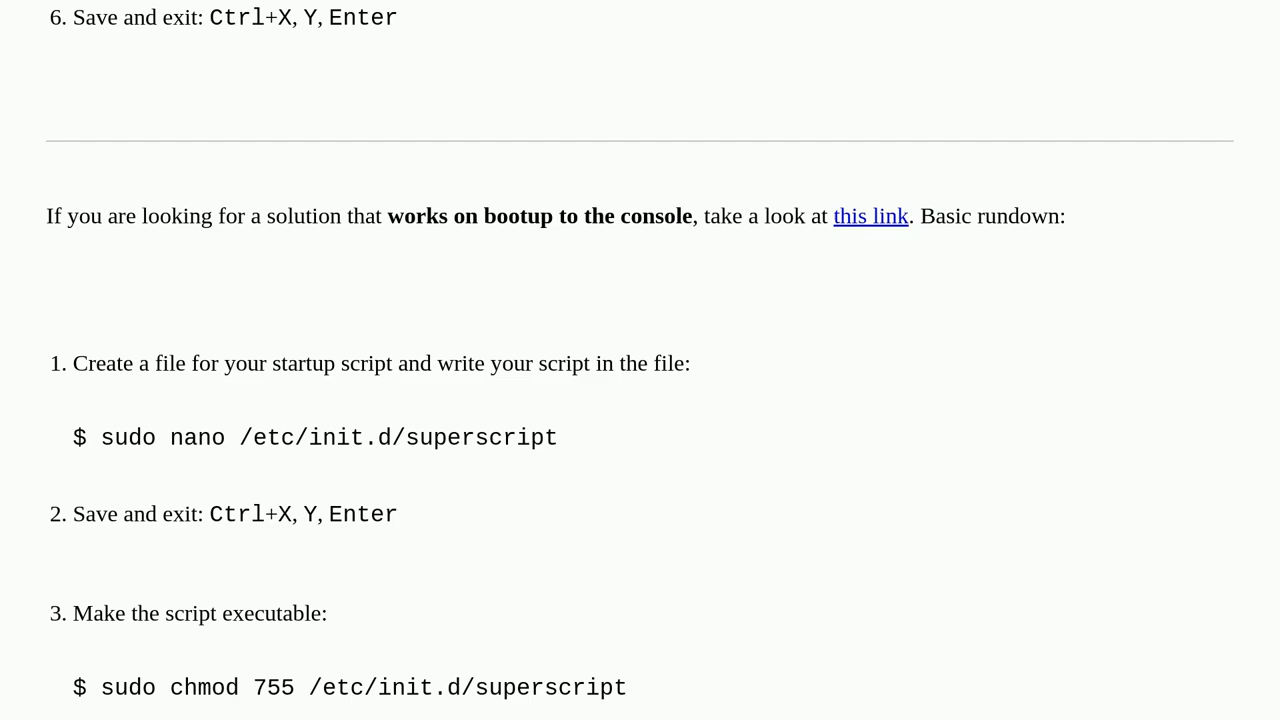 6. Save and exit: Ctrl+X, Y, Enter
If you are looking for a solution that works on bootup to the console, take a look at this link. Basic rundown:
1. Create a file for your startup script and write your script in the file:
$ sudo nano /etc/init.d/superscript
2. Save and exit: Ctrl+X, Y, Enter
3. Make the script executable:
$ sudo chmod 755 /etc/init.d/superscript